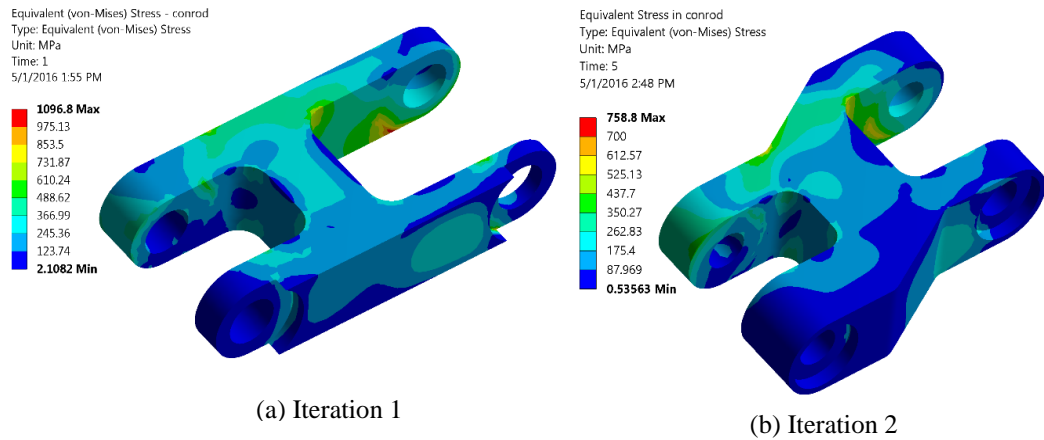 Equivalent (von-Mises) Stress - conrod
Type: Equivalent (von-Mises) Stress
Unit: MPa
Time: 1
5/1/2016 1:55 PM
1096.8 Max
975.13
853.5
731.87
610.24
488.62
366.99
245.36
123.74
2.1082 Min
(a) Iteration 1
Equivalent Stress in conrod
Type: Equivalent (von-Mises) Stress
Unit: MPa
Time: 5
5/1/2016 2:48 PM
758.8 Max
700
612.57
525.13
437.7
350.27
262.83
175.4
87.969
0.53563 Min
(b) Iteration 2